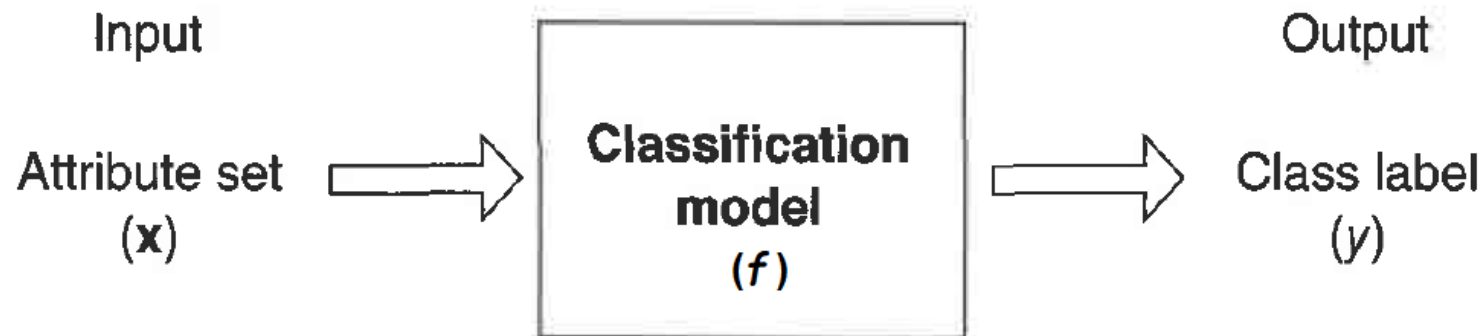 Input
Output
Attribute set
(x)
Classification
model
(f)
Class label
(y)